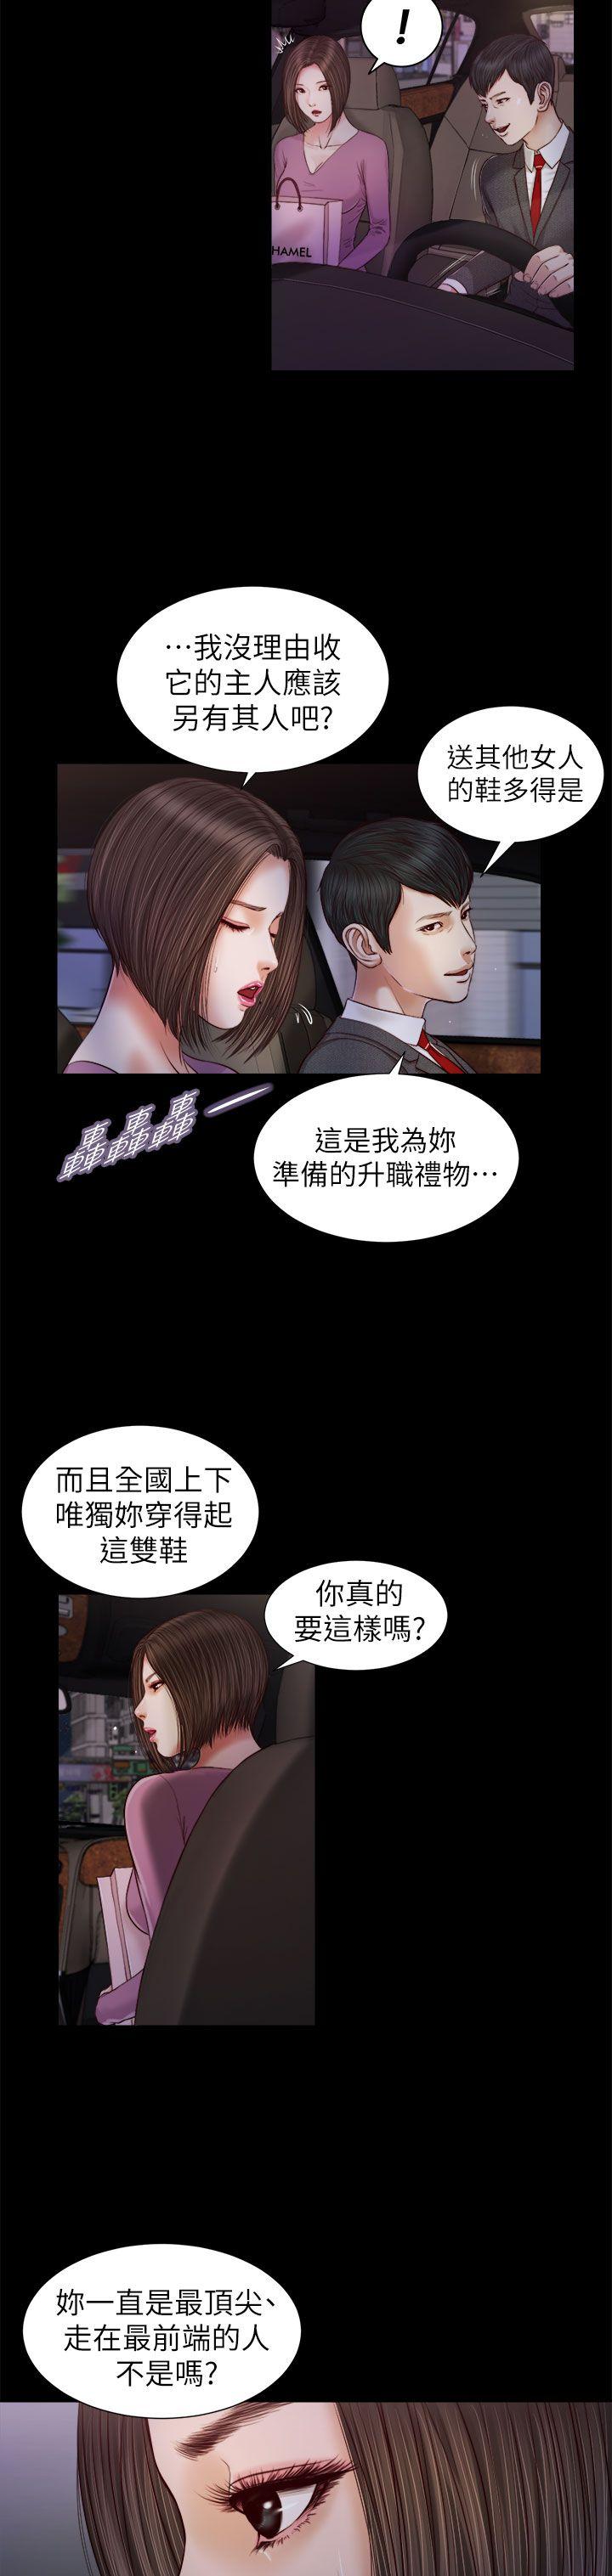 !
HAMEL
…我沒理由收
它的主人應該
另有其人吧?
送其他女人
的鞋多得是
轟轟轟
這是我為妳
準備的升職禮物…
而且全國上下
唯獨妳穿得起
這雙鞋
你真的
要這樣嗎?
妳一直是最頂尖、
走在最前端的人
不是嗎?